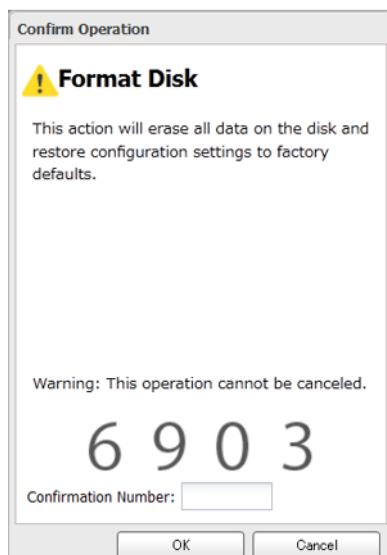 Confirm Operation
Format Disk
This action will erase all data on the disk and
restore configuration settings to factory
defaults.
Warning: This operation cannot be canceled.
6 9 0 3
Confirmation Number:
OK Cancel